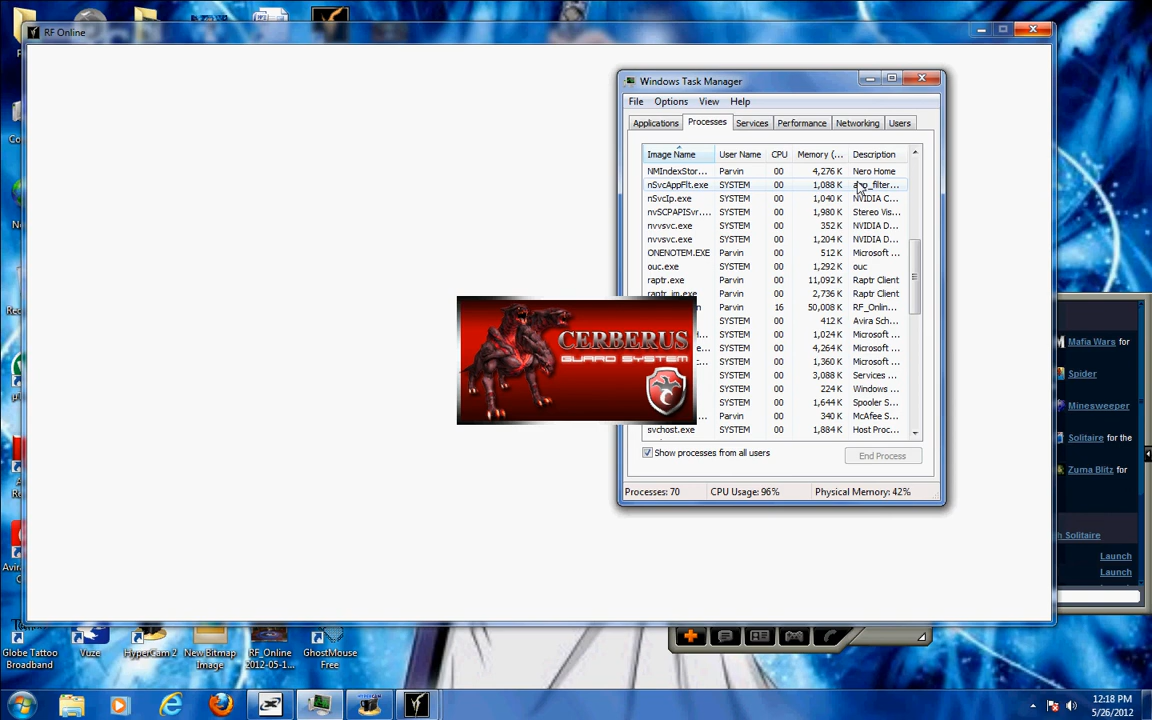 RF Online
Windows Task Manager
File Options View Help
Applications Processes Services Performance Networking Users
Image Name User Name CPU Memory (... Description
NMIndexStor... Parvin 00 4,276 K Nero Home
nSvcAppFlt.exe SYSTEM 00 1,088 K filter...
nSvcIp.exe SYSTEM 00 1,040 K NVIDIA C...
nvSCPAPISvr.... SYSTEM 00 1,980 K Stereo Vis...
nvvsvc.exe SYSTEM 00 352 K NVIDIA D...
nvvsvc.exe SYSTEM 00 1,204 K NVIDIA D...
ONENOTEM.EXE Parvin 00 512 K Microsoft ...
ouc.exe SYSTEM 00 1,292 K ouc
raptr.exe Parvin 00 11,092 K Raptr Client
raptr_im.exe Parvin 00 2,736 K Raptr Client
Parvin 16 50,008 K RF_Onlin...
SYSTEM 00 412 K Avira Sch...
SYSTEM 00 1,024 K Microsoft ...
SYSTEM 00 4,264 K Microsoft ...
SYSTEM 00 1,360 K Microsoft ...
SYSTEM 00 3,088 K Services ...
SYSTEM 00 224 K Windows ...
SYSTEM 00 1,644 K Spooler S...
Parvin 00 340 K McAfee S...
svchost.exe SYSTEM 00 1,884 K Host Proc...
Show processes from all users
End Process
Processes: 70 CPU Usage: 96% Physical Memory: 42%
CERBERUS
GUARD SYSTEM
Mafia Wars for
Spider
Minesweeper
Solitaire for the
Zuma Blitz for
h Solitaire
Launch
Launch
Globe Tattoo
Broadband
Vuze
HyperCam 2
New Bitmap
Image
RF_Online
2012-05-1...
GhostMouse
Free
12:18 PM
5/26/2012